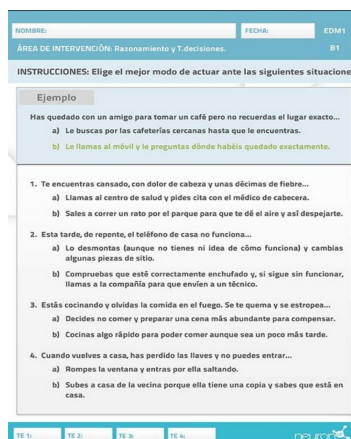 NOMBRE: FECHA: EDM1
ÁREA DE INTERVENCIÓN: Razonamiento y T.decisiones. B1
INSTRUCCIONES: Elige el mejor modo de actuar ante las siguientes situacione
Ejemplo
Has quedado con un amigo para tomar un café pero no recuerdas el lugar exacto...
a) Le buscas por las cafeterías cercanas hasta que le encuentras.
b) Le llamas al móvil y le preguntas dónde habéis quedado exactamente.
1. Te encuentras cansado, con dolor de cabeza y unas décimas de fiebre...
a) Llamas al centro de salud y pides cita con el médico de cabecera.
b) Sales a correr un rato por el parque para que te dé el aire y así despejarte.
2. Esta tarde, de repente, el teléfono de casa no funciona...
a) Lo desmontas (aunque no tienes ni idea de cómo funciona) y cambias
algunas piezas de sitio.
b) Compruebas que esté correctamente enchufado y, si sigue sin funcionar,
llamas a la compañía para que envíen a un técnico.
3. Estás cocinando y olvidas la comida en el fuego. Se te quema y se estropea...
a) Decides no comer y preparar una cena más abundante para compensar.
b) Cocinas algo rápido para poder comer aunque sea un poco más tarde.
4. Cuando vuelves a casa, has perdido las llaves y no puedes entrar...
a) Rompes la ventana y entras por ella saltando.
b) Subes a casa de la vecina porque ella tiene una copia y sabes que está en
casa.
TE 1: TE 2: TE 3: TE 4: